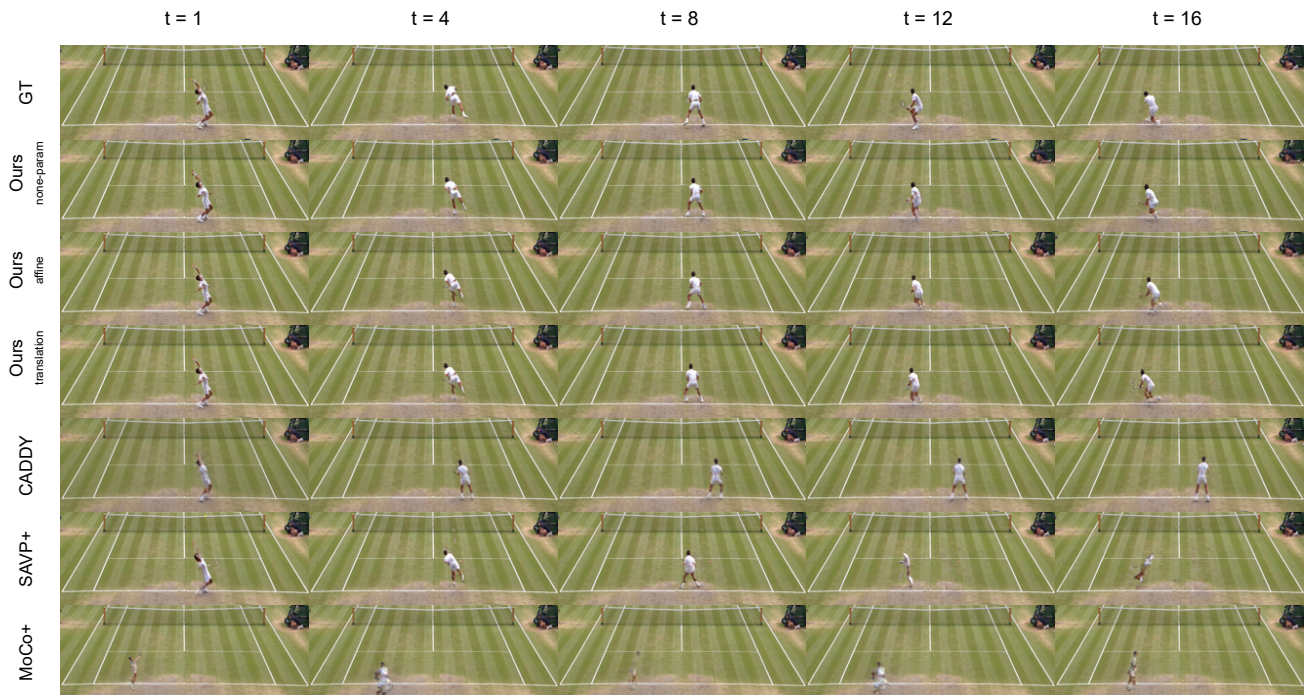 t = 1 t = 4 t = 8 t = 12 t = 16
GT
Ours
none-param
Ours
affine
Ours
translation
CADDY
SAVP+
MoCo+